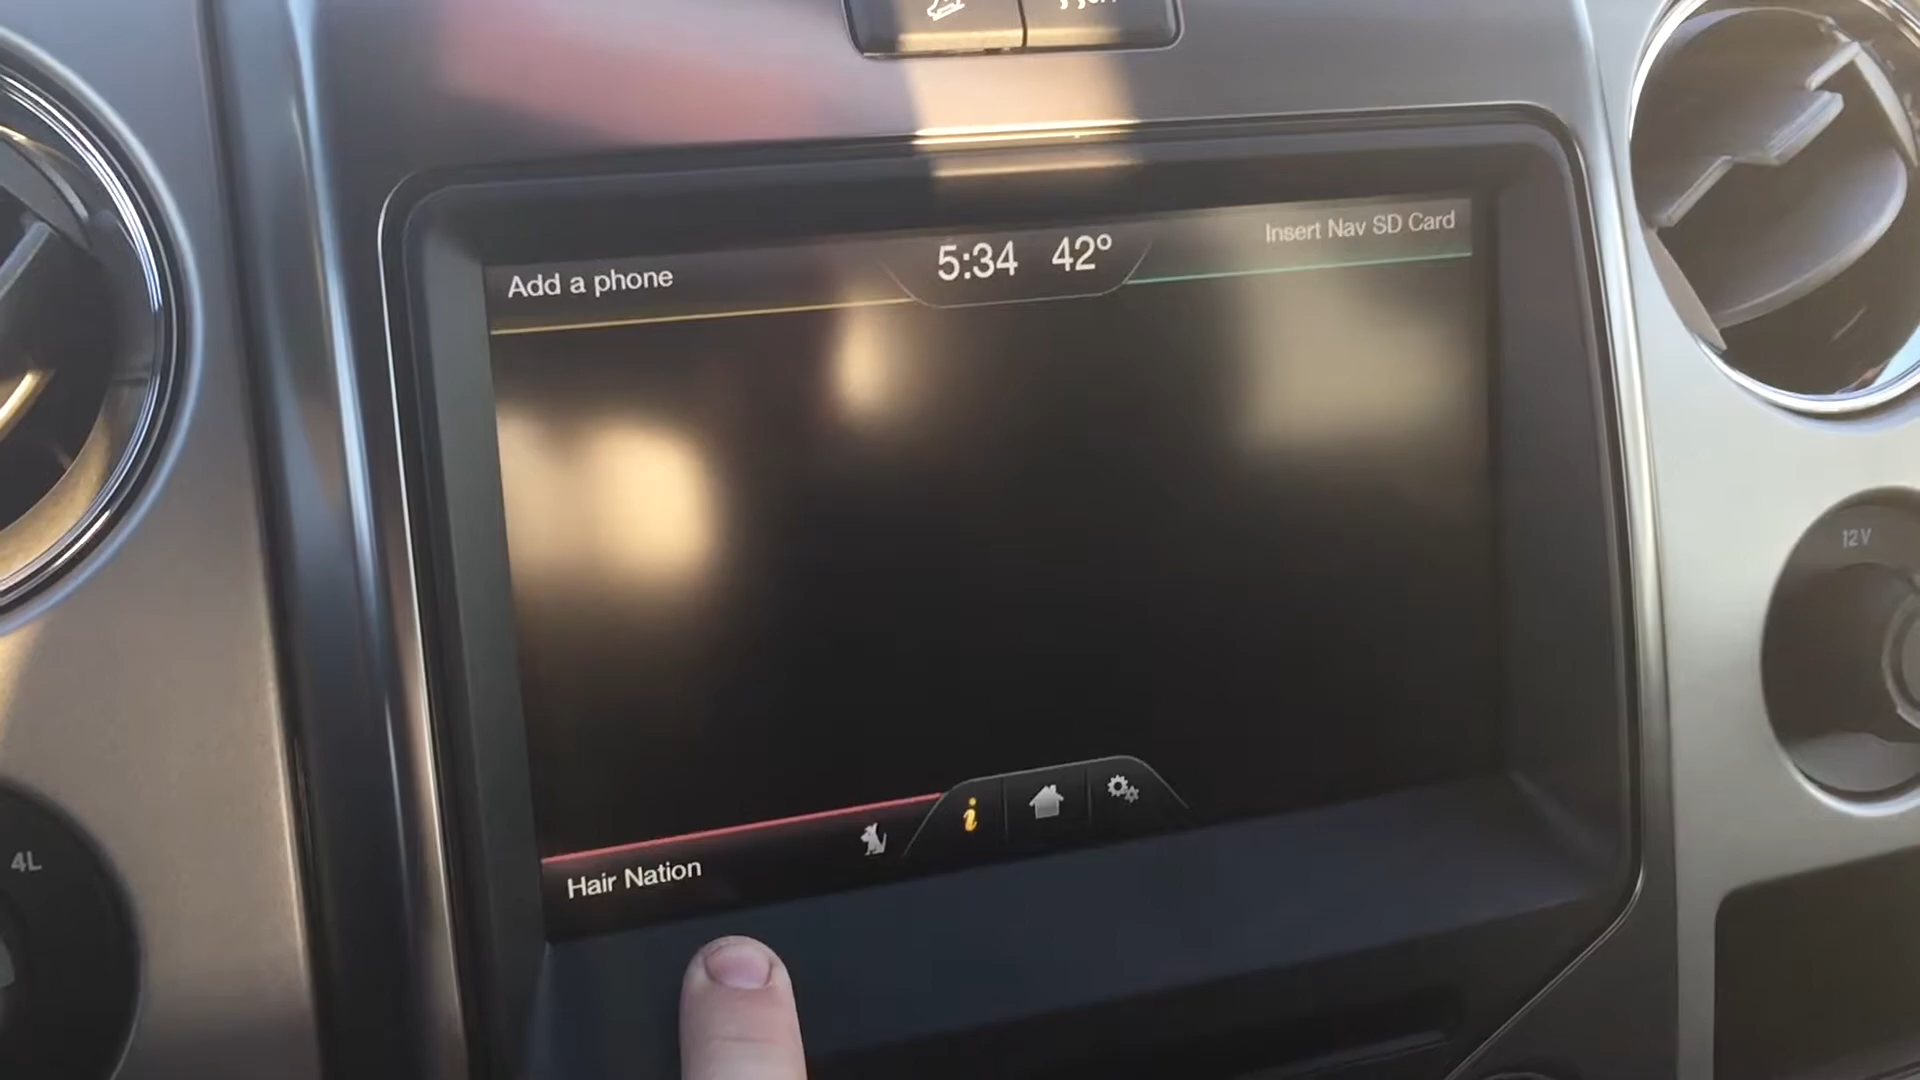 Insert Nav SD Card
5:34 42°
Add a phone
12V
4L
Hair Nation